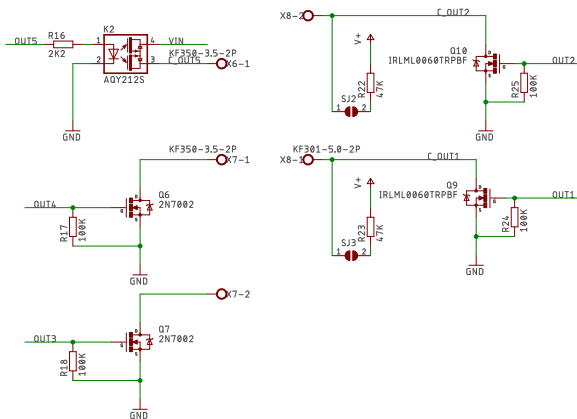 K2
OUT5
R16
2K2
1
2
4
3
VIN
KF350-3.5-2P
C_OUT5
X6-1
AQY212S
GND
X8-2
C_OUT2
V+
R22
47K
SJ2
1
2
Q10
IRLML0060TRPBF
D
G
S
OUT2
R25
100K
GND
KF350-3.5-2P
X7-1
OUT4
R17
100K
Q6
2N7002
D
G
S
GND
KF301-5.0-2P
X8-1
C_OUT1
V+
R23
47K
SJ3
1
2
Q9
IRLML0060TRPBF
D
G
S
OUT1
R24
100K
GND
X7-2
OUT3
R18
100K
Q7
2N7002
D
G
S
GND